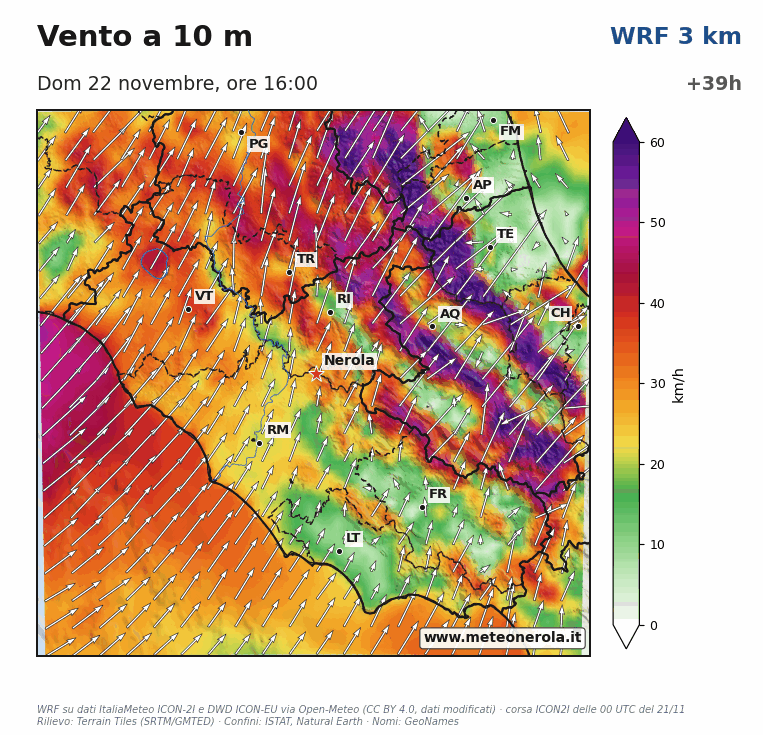 Vento a 10 m
WRF 3 km
Dom 22 novembre, ore 16:00
+39h
PG
FM
AP
TE
TR
VT
RI
AQ
CH
Nerola
RM
FR
LT
www.meteonerola.it
60
50
40
30
20
10
0
km/h
WRF su dati ItaliaMeteo ICON-2I e DWD ICON-EU via Open-Meteo (CC BY 4.0, dati modificati) · corsa ICON2I delle 00 UTC del 21/11
Rilievo: Terrain Tiles (SRTM/GMTED) · Confini: ISTAT, Natural Earth · Nomi: GeoNames